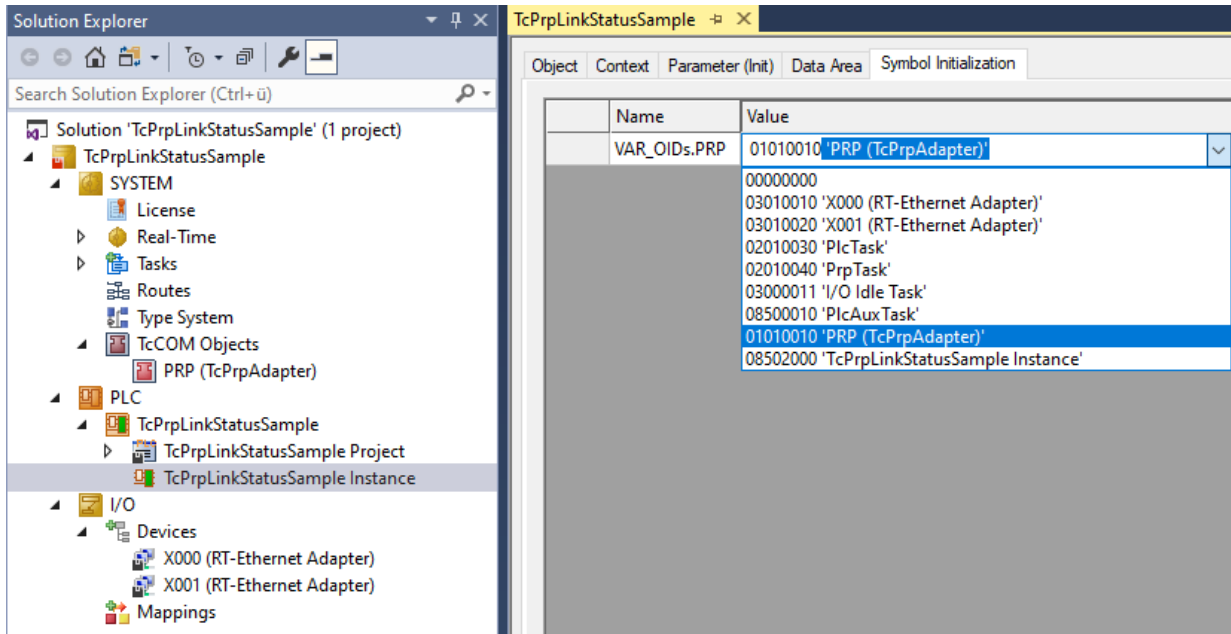 Solution Explorer
Search Solution Explorer (Ctrl+ü)
Solution 'TcPrpLinkStatusSample' (1 project)
TcPrpLinkStatusSample
SYSTEM
License
Real-Time
Tasks
Routes
Type System
TcCOM Objects
PRP (TcPrpAdapter)
PLC
TcPrpLinkStatusSample
TcPrpLinkStatusSample Project
TcPrpLinkStatusSample Instance
I/O
Devices
X000 (RT-Ethernet Adapter)
X001 (RT-Ethernet Adapter)
Mappings
TcPrpLinkStatusSample
Object Context Parameter (Init) Data Area Symbol Initialization
Name Value
VAR_OIDs.PRP 01010010 'PRP (TcPrpAdapter)'
00000000
03010010 'X000 (RT-Ethernet Adapter)'
03010020 'X001 (RT-Ethernet Adapter)'
02010030 'PlcTask'
02010040 'PrpTask'
03000011 'I/O Idle Task'
08500010 'PlcAuxTask'
01010010 'PRP (TcPrpAdapter)'
08502000 'TcPrpLinkStatusSample Instance'